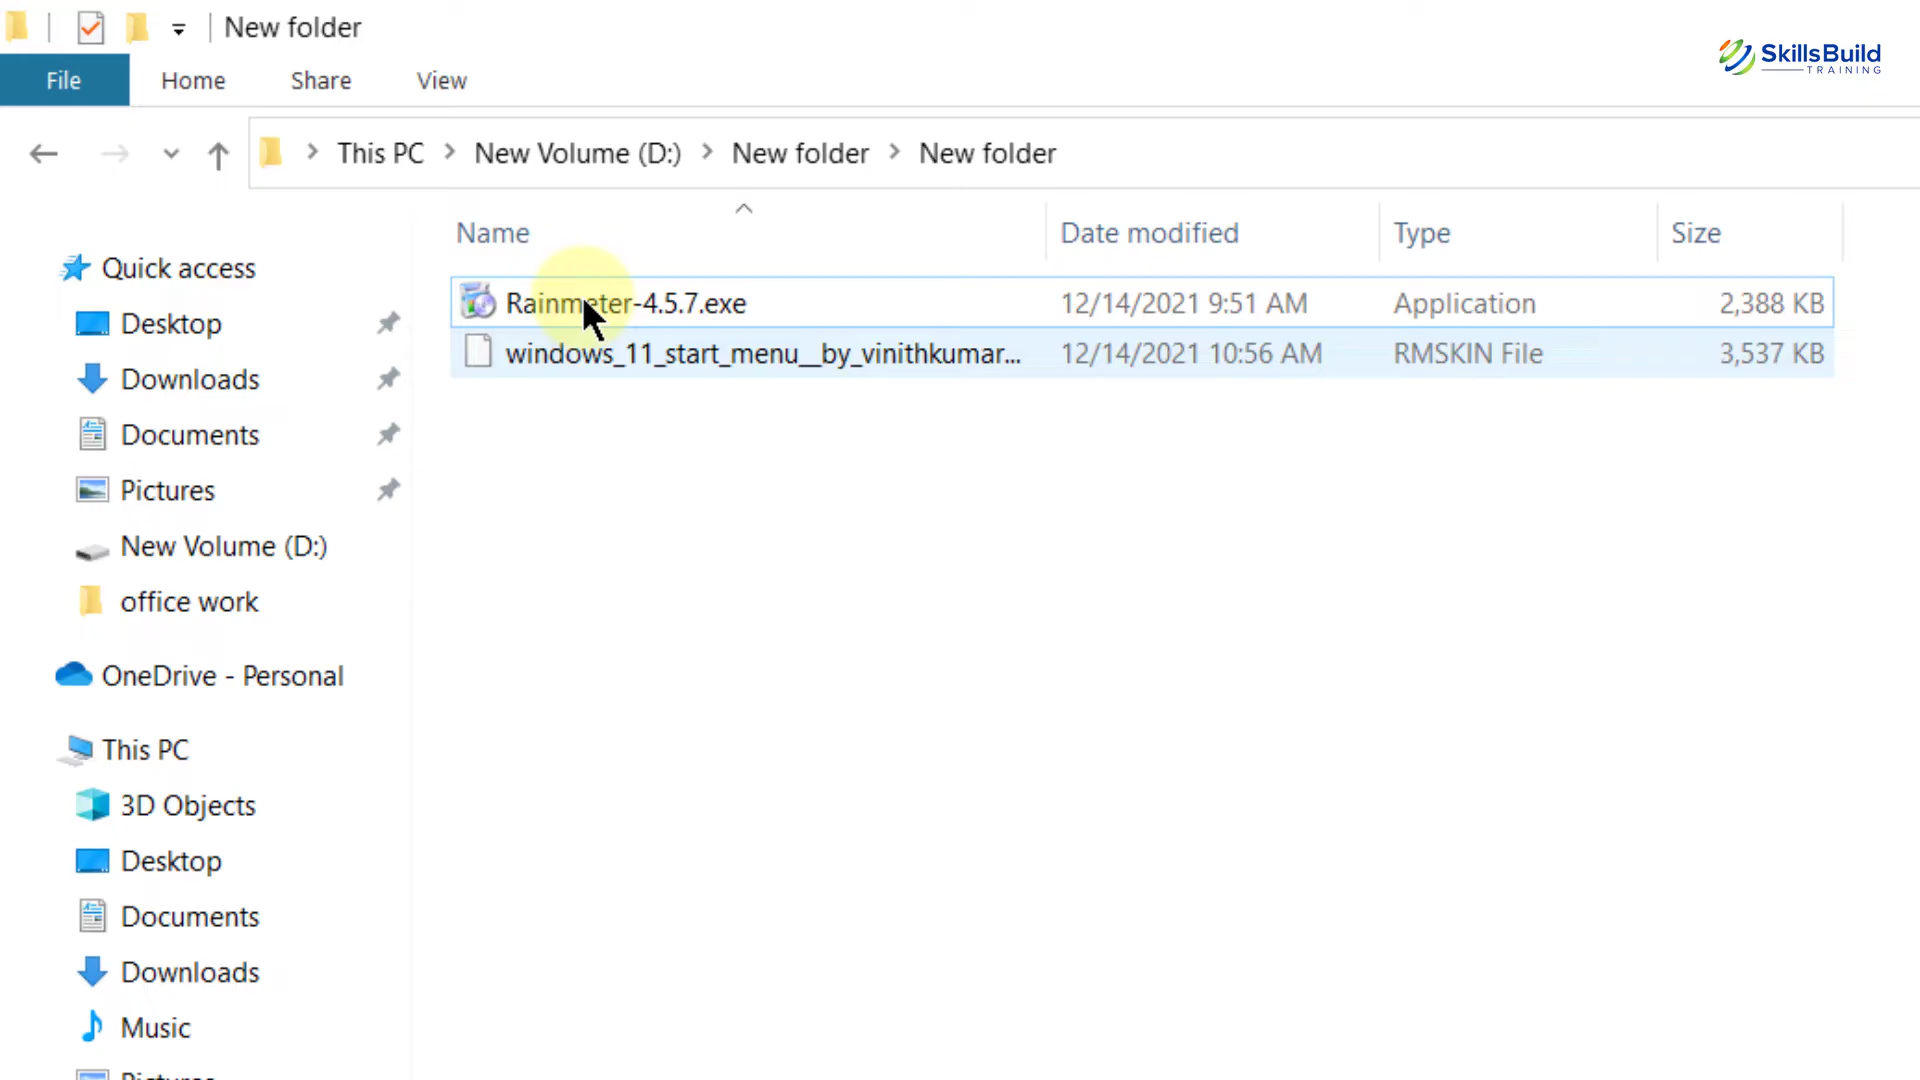 New folder
SkillsBuild
TRAINING
File Home Share View
This PC New Volume (D:) New folder New folder
Name Date modified Type Size
Quick access
Rainmeter-4.5.7.exe 12/14/2021 9:51 AM Application 2,388 KB
Desktop
windows_11_start_menu__by_vinithkumar... 12/14/2021 10:56 AM RMSKIN File 3,537 KB
Downloads
Documents
Pictures
New Volume (D:)
office work
OneDrive - Personal
This PC
3D Objects
Desktop
Documents
Downloads
Music